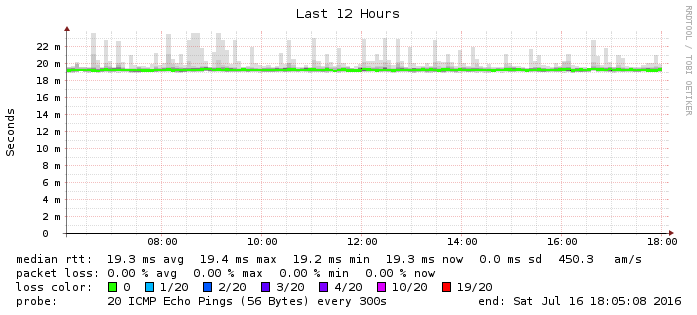 Last 12 Hours
RRDTOOL / TOBI OETIKER
Seconds
22 m
20 m
18 m
16 m
14 m
12 m
10 m
8 m
6 m
4 m
2 m
0
08:00 10:00 12:00 14:00 16:00 18:00
median rtt: 19.3 ms avg 19.4 ms max 19.2 ms min 19.3 ms now 0.0 ms sd 450.3 am/s
packet loss: 0.00 % avg 0.00 % max 0.00 % min 0.00 % now
loss color: 0 1/20 2/20 3/20 4/20 10/20 19/20
probe: 20 ICMP Echo Pings (56 Bytes) every 300s end: Sat Jul 16 18:05:08 2016